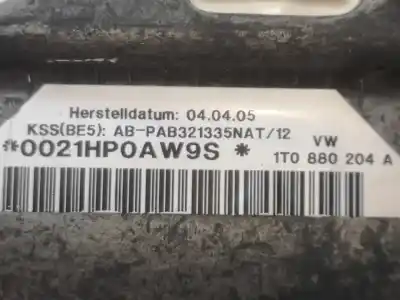 Herstelldatum: 04.04.05
KSS(BE5): AB-PAB321335NAT/12
*0021HP0AW9S * VW
1T0 880 204 A